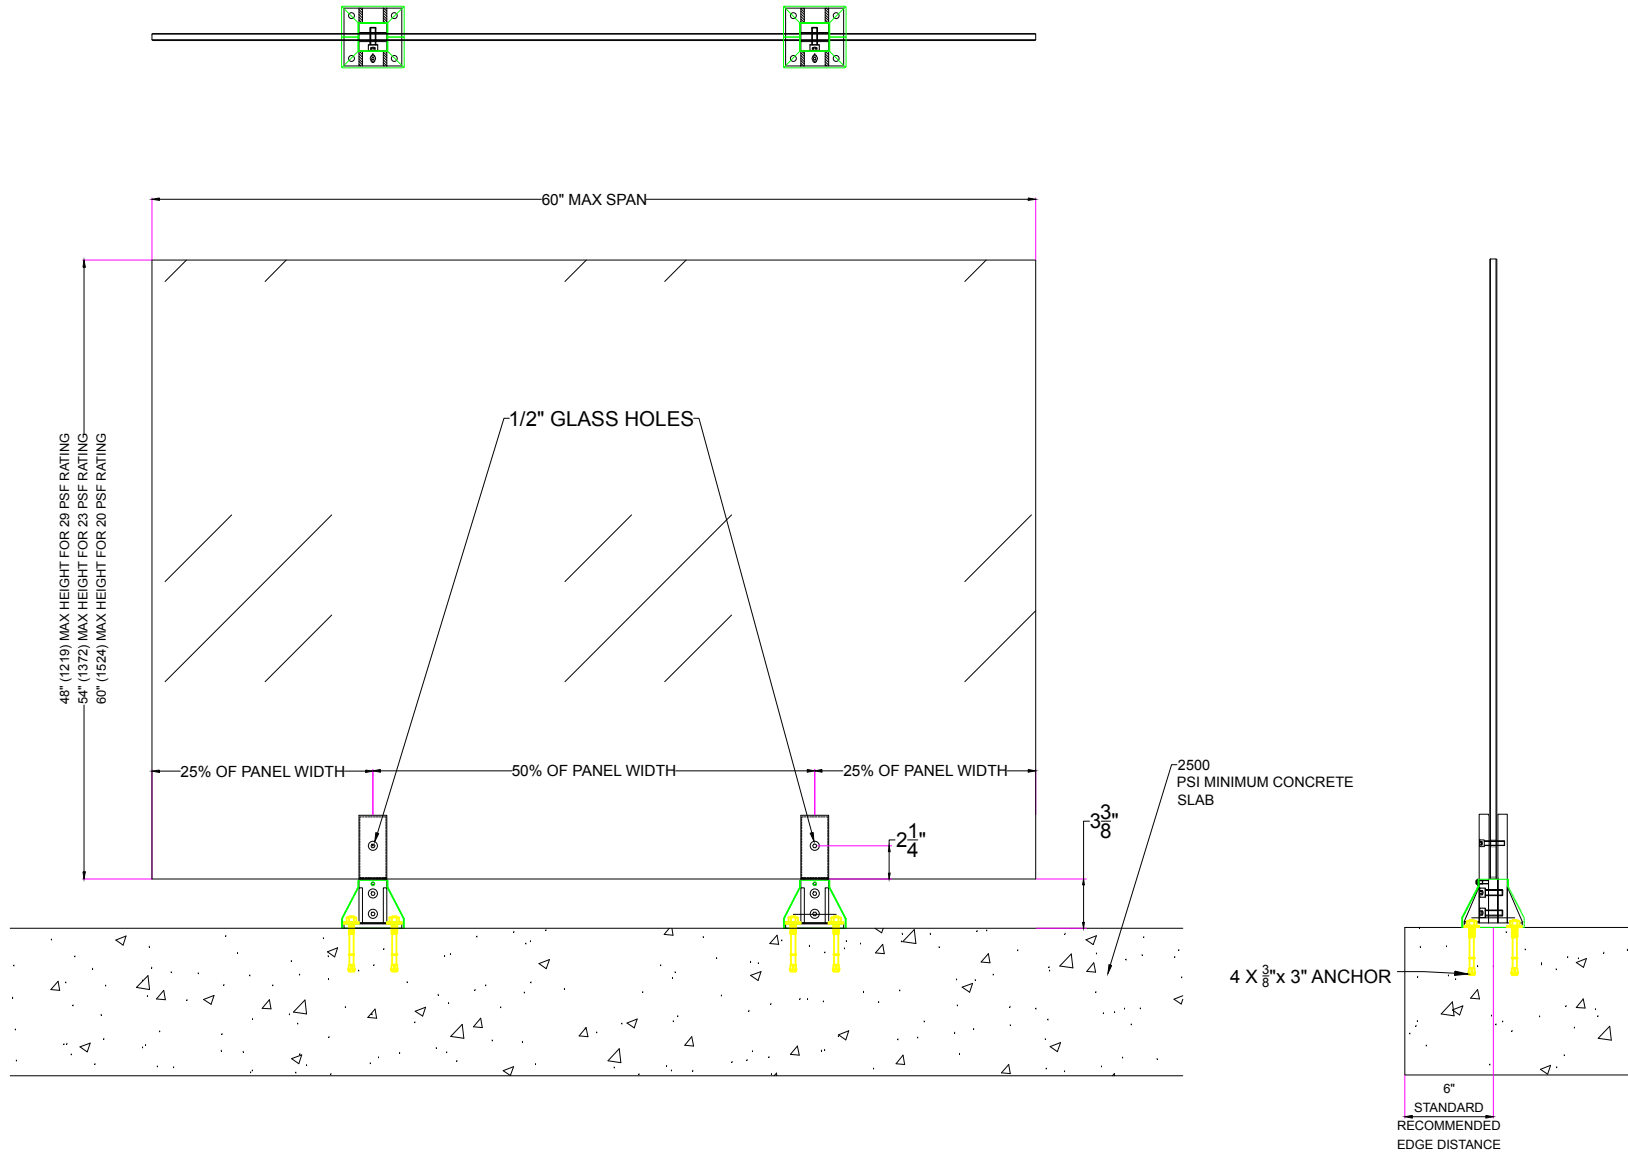 60" MAX SPAN
48" (1219) MAX HEIGHT FOR 29 PSF RATING
54" (1372) MAX HEIGHT FOR 23 PSF RATING
60" (1524) MAX HEIGHT FOR 20 PSF RATING
1/2" GLASS HOLES
25% OF PANEL WIDTH
50% OF PANEL WIDTH
25% OF PANEL WIDTH
2500
PSI MINIMUM CONCRETE
SLAB
3 3/8"
2 1/4"
4 X 3/8"x 3" ANCHOR
6"
STANDARD
RECOMMENDED
EDGE DISTANCE